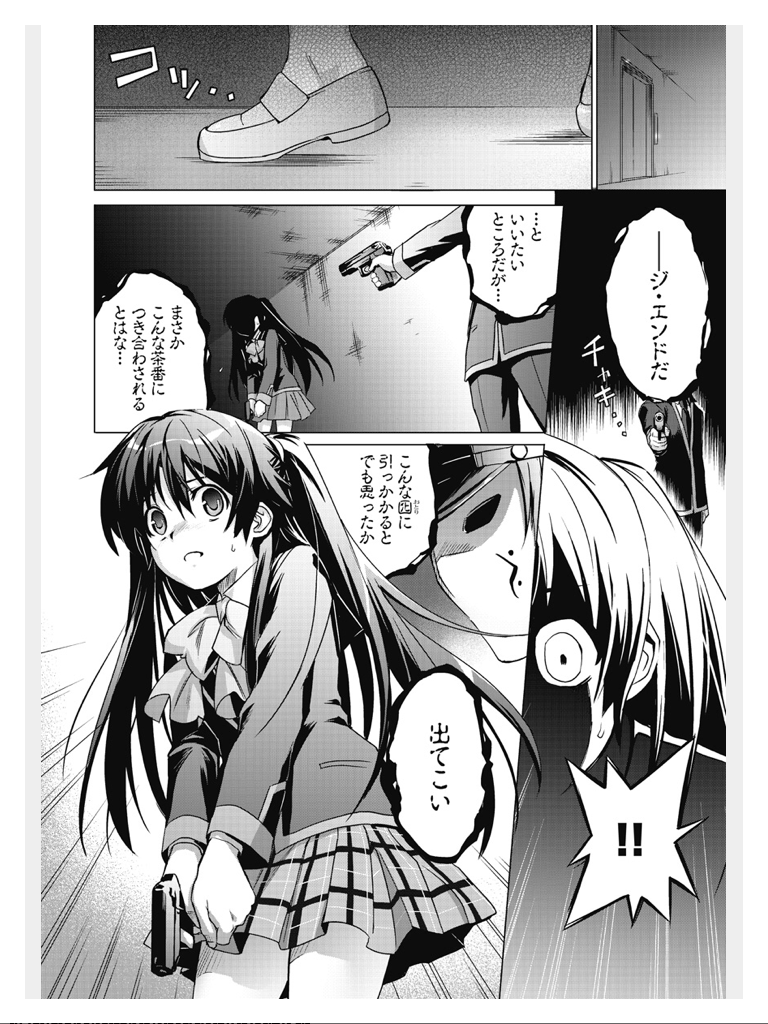 コツ‥
――ジ・エンドだ
チャキ‥‥
…と
いいたい
ところだが…
まさか
こんな茶番に
つき合わされる
とはな…
こんな囮に
おとり
引っかかると
でも思ったか
!!
出てこい